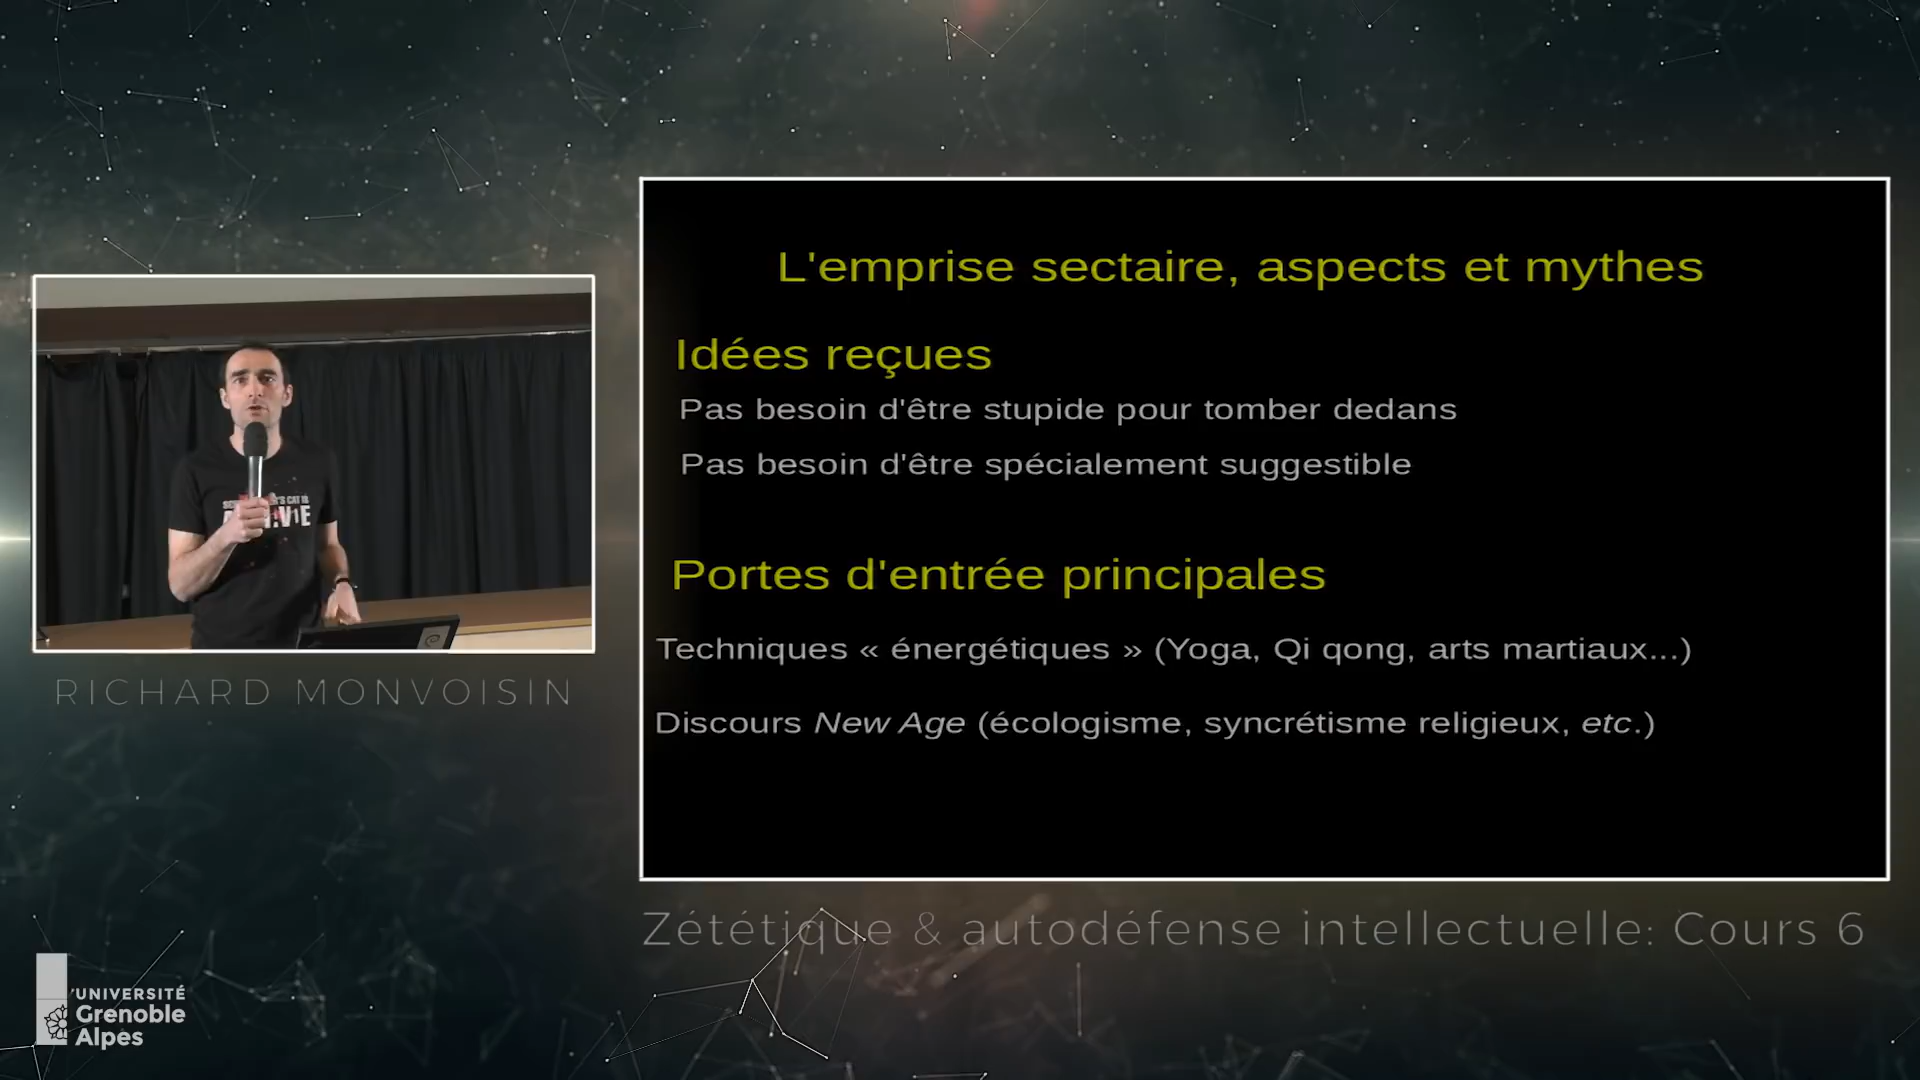 L'emprise sectaire, aspects et mythes
Idées reçues
Pas besoin d'être stupide pour tomber dedans
Pas besoin d'être spécialement suggestible
Portes d'entrée principales
Techniques « énergétiques » (Yoga, Qi qong, arts martiaux...)
Discours New Age (écologisme, syncrétisme religieux, etc.)
RICHARD MONVOISIN
Zététique & autodéfense intellectuelle: Cours 6
UNIVERSITÉ
Grenoble
Alpes